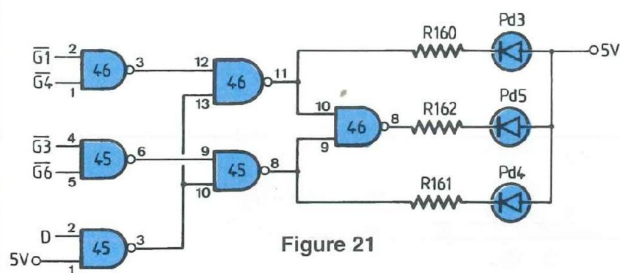 Pd3
R160
5V
G1 2 3 12
46
G4 1
46 11
13
10
46 8
9
R162
Pd5
G3 4 6 9
45
G6 5
45 8
10
R161
Pd4
D 2 3
45
5V 1
Figure 21